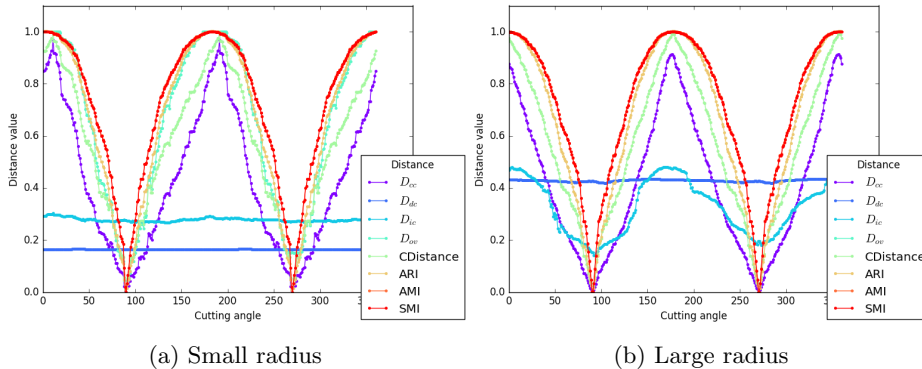 1.0
0.8
0.6
0.4
0.2
0.0
Distance value
0 50 100 150 200 250 300
Cutting angle
Distance
D_cc
D_dc
D_ic
D_ov
CDistance
ARI
AMI
SMI
(a) Small radius
1.0
0.8
0.6
0.4
0.2
0.0
Distance value
0 50 100 150 200 250 300
Cutting angle
Distance
D_cc
D_dc
D_ic
D_ov
CDistance
ARI
AMI
SMI
(b) Large radius